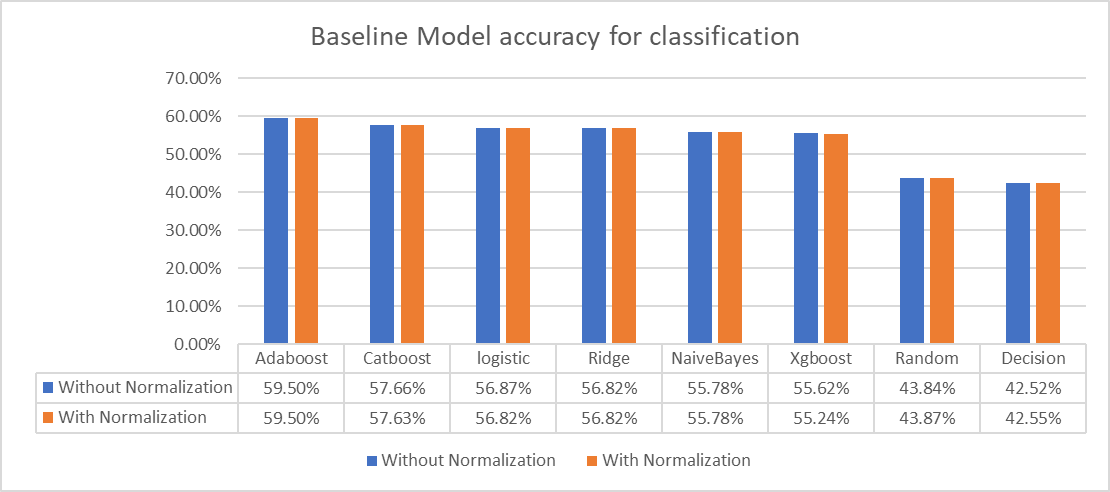 Baseline Model accuracy for classification
70.00%
60.00%
50.00%
40.00%
30.00%
20.00%
10.00%
0.00%
Adaboost Catboost logistic Ridge NaiveBayes Xgboost Random Decision
Without Normalization 59.50% 57.66% 56.87% 56.82% 55.78% 55.62% 43.84% 42.52%
With Normalization 59.50% 57.63% 56.82% 56.82% 55.78% 55.24% 43.87% 42.55%
Without Normalization With Normalization